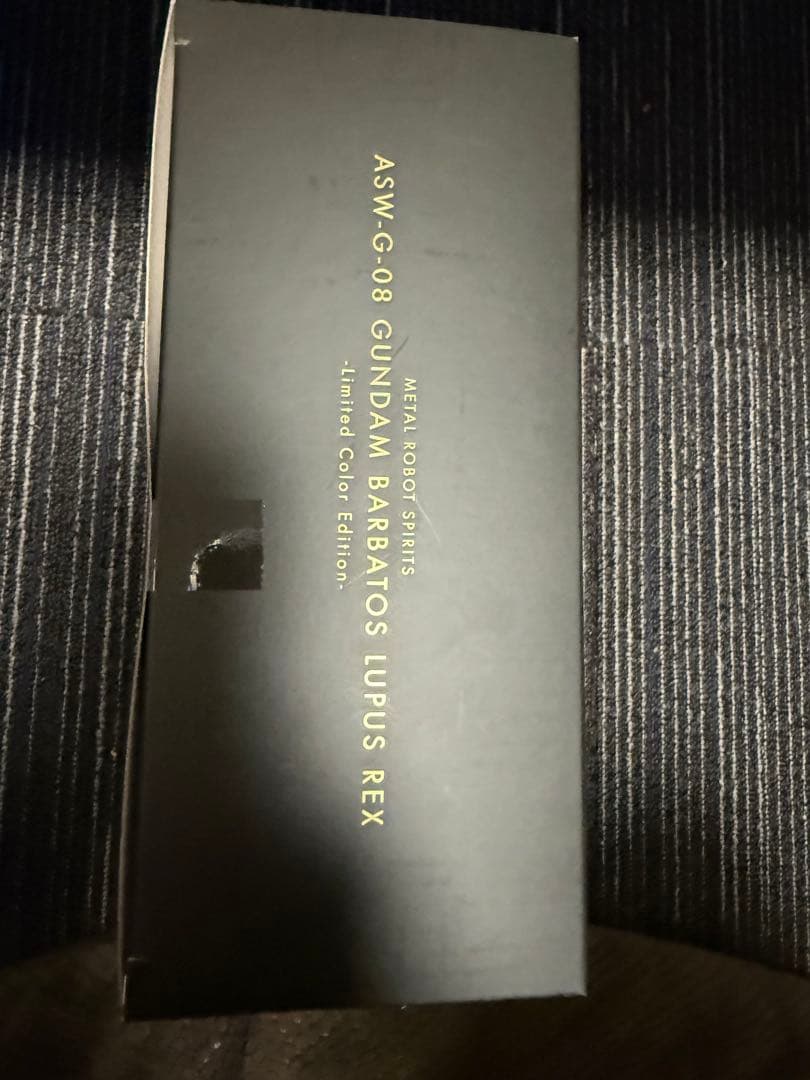 METAL ROBOT SPIRITS
ASW-G-08 GUNDAM BARBATOS LUPUS REX
-Limited Color Edition-